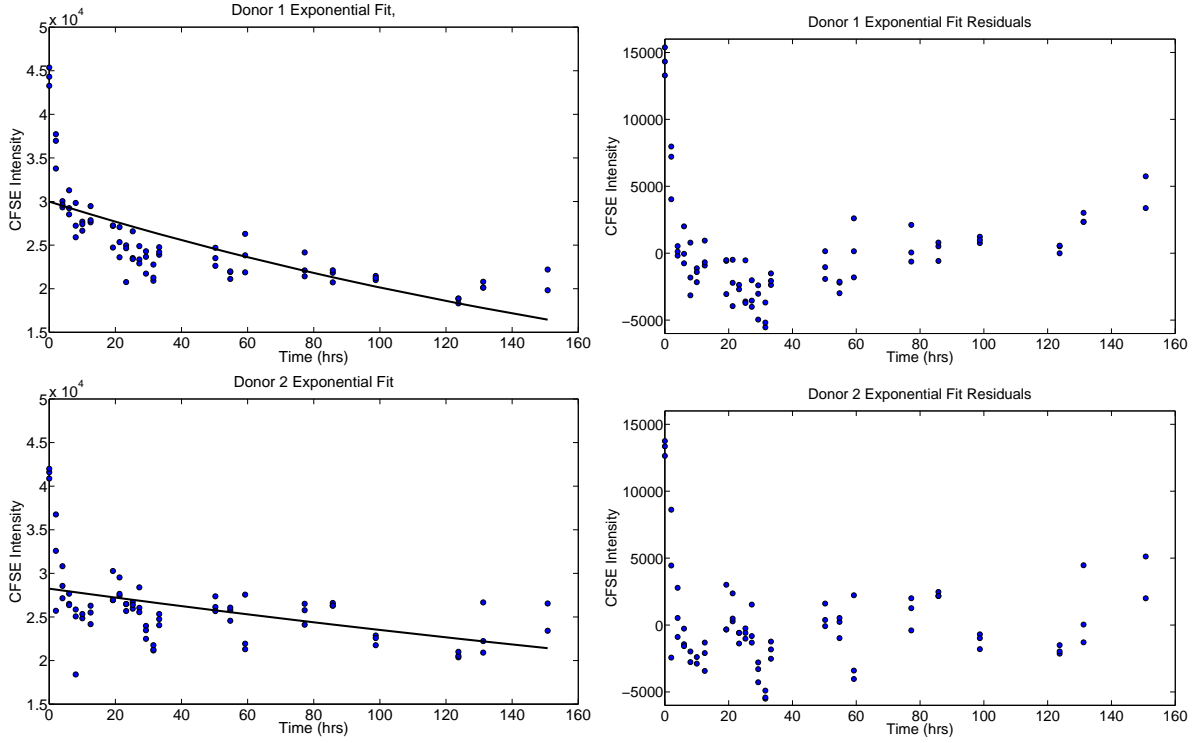 Donor 1 Exponential Fit,
x 10^4
5
4.5
4
3.5
3
2.5
2
1.5
0 20 40 60 80 100 120 140 160
Time (hrs)
CFSE Intensity
Donor 1 Exponential Fit Residuals
15000
10000
5000
0
−5000
0 20 40 60 80 100 120 140 160
Time (hrs)
CFSE Intensity
Donor 2 Exponential Fit
x 10^4
5
4.5
4
3.5
3
2.5
2
1.5
0 20 40 60 80 100 120 140 160
Time (hrs)
CFSE Intensity
Donor 2 Exponential Fit Residuals
15000
10000
5000
0
−5000
0 20 40 60 80 100 120 140 160
Time (hrs)
CFSE Intensity